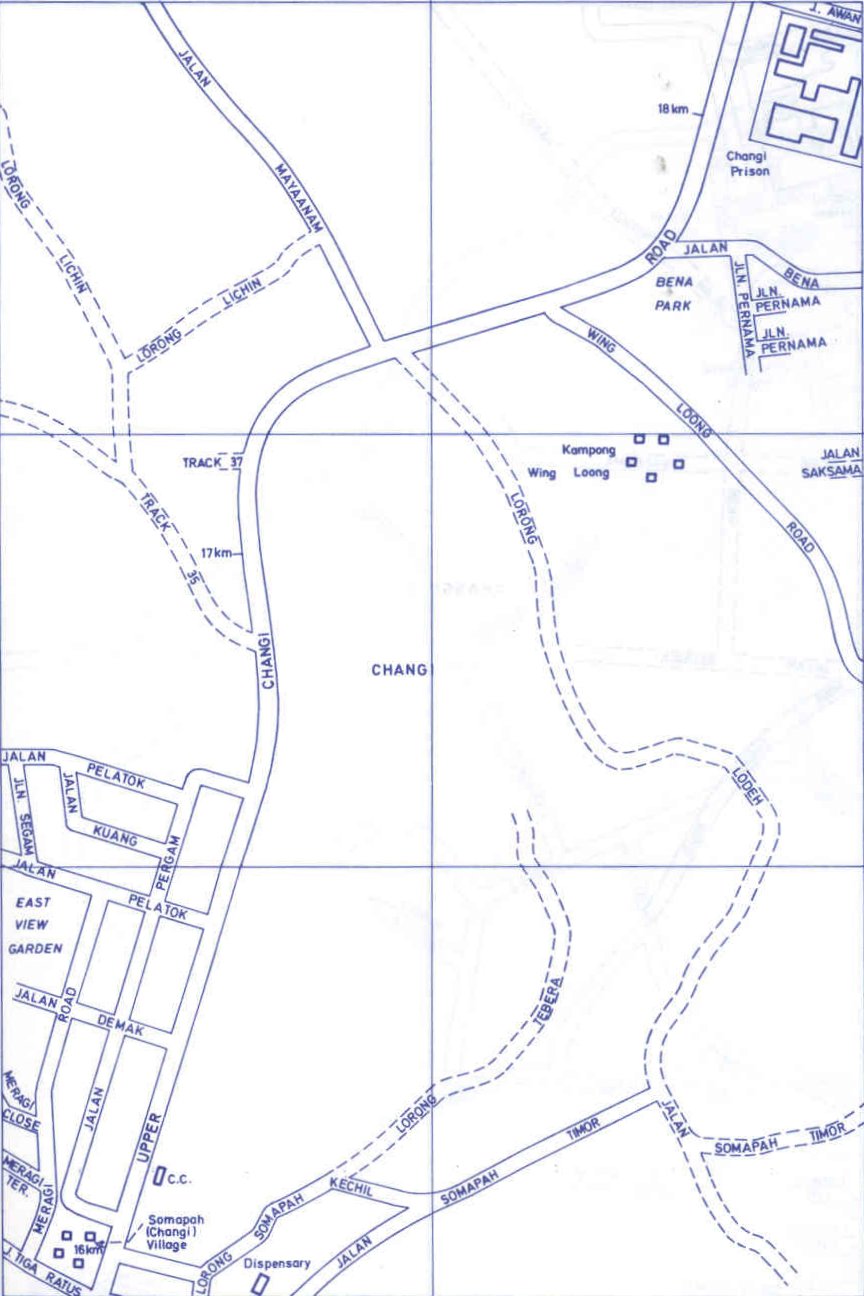 J. AWAN
JALAN
MAYAANAM
18 km
Changi
Prison
LORONG
LICHIN
LORONG
LICHIN
ROAD
JALAN
BENA
BENA
PARK
JLN. PERNAMA
JLN.
PERNAMA
JLN.
PERNAMA
WING
LOONG
ROAD
Kampong
Wing Loong
JALAN
SAKSAMA
TRACK 37
TRACK
35
17km
LORONG
LODEH
CHANGI
CHANGI
JALAN
PELATOK
JLN. SEGAM
JALAN
KUANG
PERGAM
JALAN
PELATOK
EAST
VIEW
GARDEN
JALAN
DEMAK
ROAD
MERAGI
CLOSE
JALAN
UPPER
MERAGI
TER.
MERAGI
C.C.
LORONG
TEBERA
JALAN
SOMAPAH TIMOR
SOMAPAH TIMOR
KECHIL
SOMAPAH
LORONG
JALAN
Somapah
(Changi)
Village
16km
J. TIGA RATUS
Dispensary